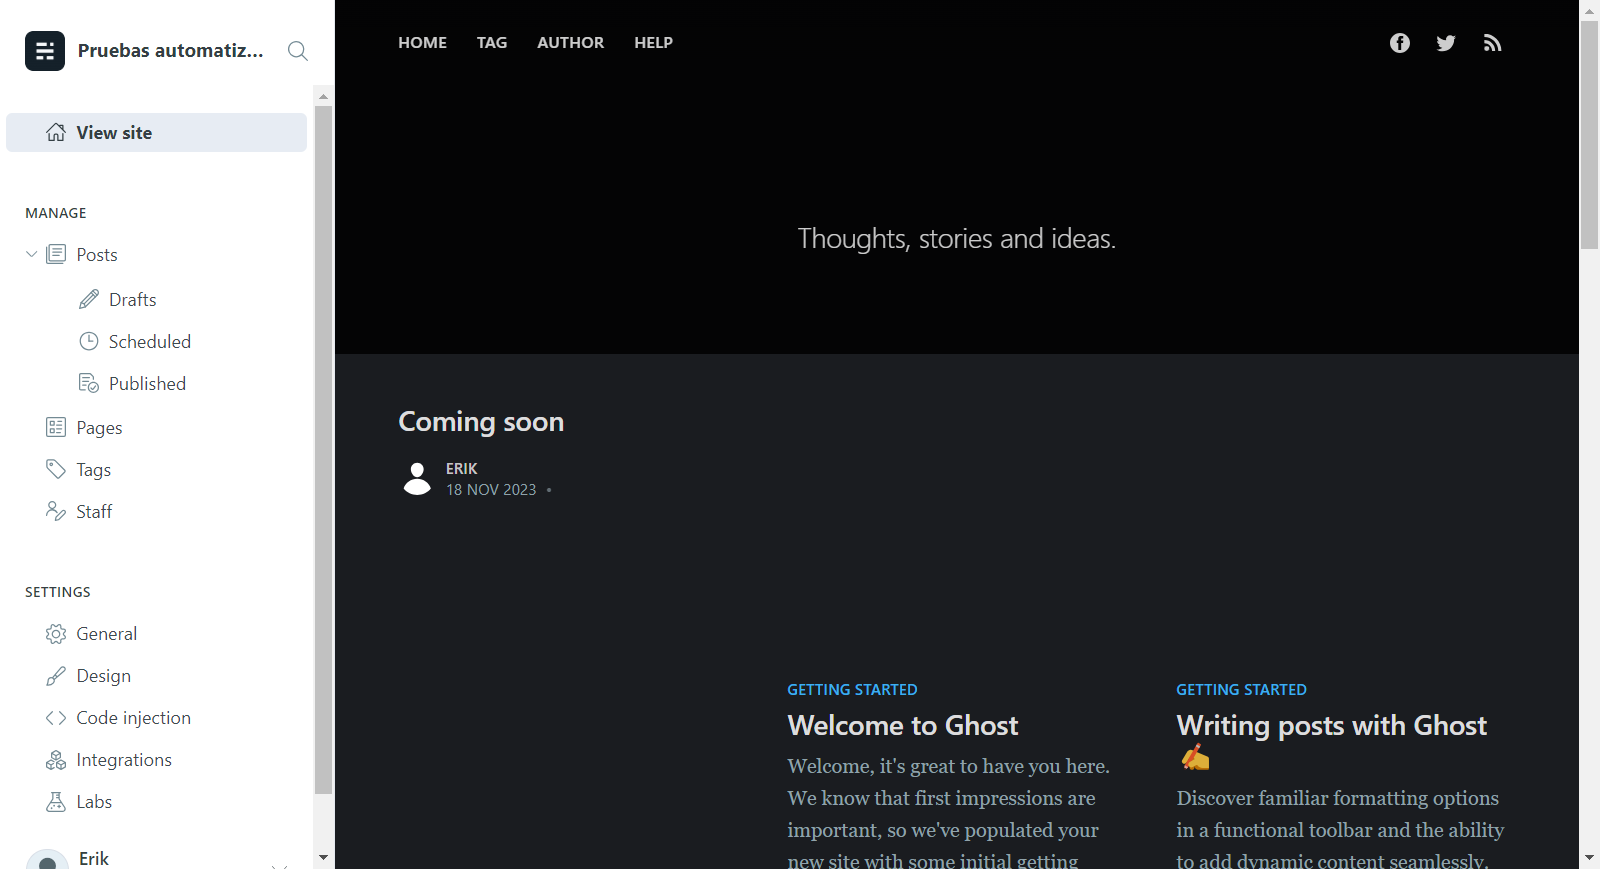 Pruebas automatiz...
View site
MANAGE
Posts
Drafts
Scheduled
Published
Pages
Tags
Staff
SETTINGS
General
Design
Code injection
Integrations
Labs
Erik
HOME TAG AUTHOR HELP
Thoughts, stories and ideas.
Coming soon
ERIK
18 NOV 2023 •
GETTING STARTED
Welcome to Ghost
Welcome, it's great to have you here.
We know that first impressions are
important, so we've populated your
new site with some initial getting
GETTING STARTED
Writing posts with Ghost
✍️
Discover familiar formatting options
in a functional toolbar and the ability
to add dynamic content seamlessly.